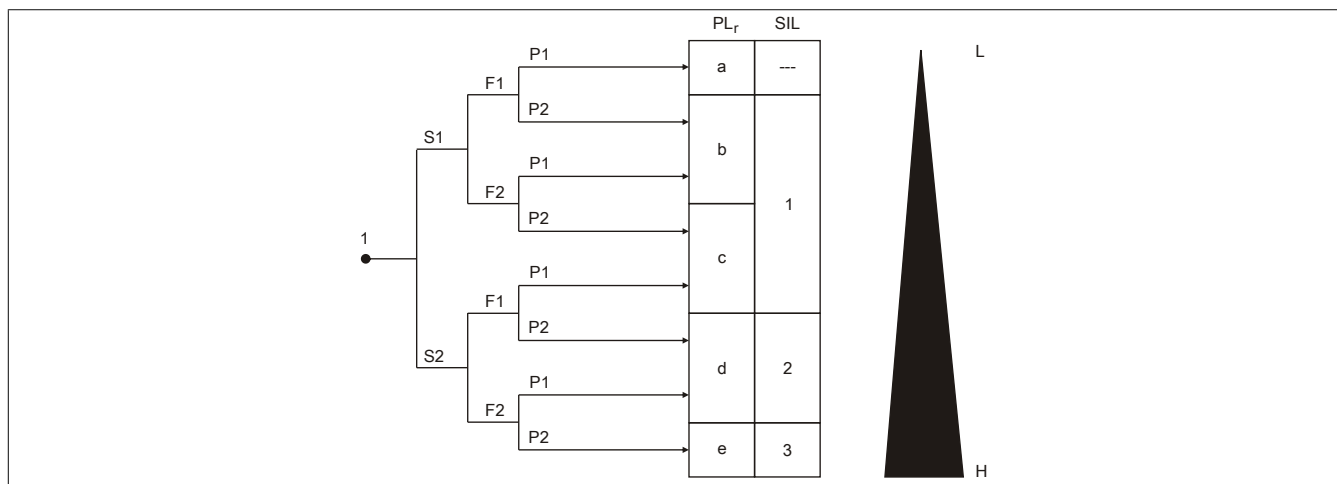 PLr SIL
L
P1 a ---
F1
P2
S1 b
P1
F2 1
P2
1 c
P1
F1
P2
S2 d 2
P1
F2
P2 e 3
H